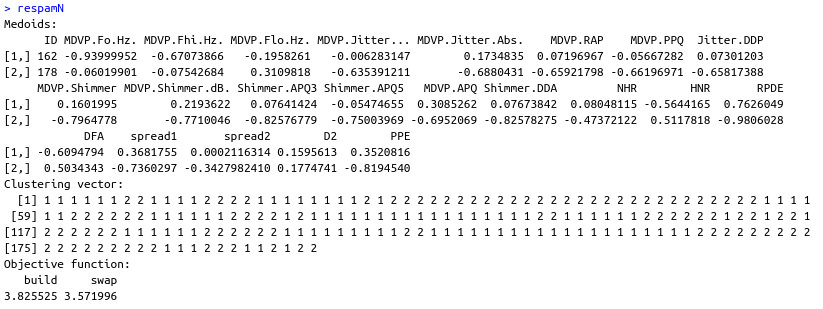 > respamN
Medoids:
ID MDVP.Fo.Hz. MDVP.Fhi.Hz. MDVP.Flo.Hz. MDVP.Jitter... MDVP.Jitter.Abs. MDVP.RAP MDVP.PPQ Jitter.DDP
[1,] 162 -0.93999952 -0.67073866 -0.1958261 -0.006283147 0.1734835 0.07196967 -0.05667282 0.07301203
[2,] 178 -0.06019901 -0.07542684 0.3109818 -0.635391211 -0.6880431 -0.65921798 -0.66196971 -0.65817388
MDVP.Shimmer MDVP.Shimmer.dB. Shimmer.APQ3 Shimmer.APQ5 MDVP.APQ Shimmer.DDA NHR HNR RPDE
[1,] 0.1601995 0.2193622 0.07641424 -0.05474655 0.3085262 0.07673842 0.08048115 -0.5644165 0.7626049
[2,] -0.7964778 -0.7710046 -0.82576779 -0.75003969 -0.6952069 -0.82578275 -0.47372122 0.5117818 -0.9806028
DFA spread1 spread2 D2 PPE
[1,] -0.6094794 0.3681755 0.0002116314 0.1595613 0.3520816
[2,] 0.5034343 -0.7360297 -0.3427982410 0.1774741 -0.8194540
Clustering vector:
[1] 1 1 1 1 1 1 2 2 1 1 1 1 2 2 2 2 1 1 1 1 1 1 1 1 2 1 2 2 2 2 2 2 2 2 2 2 2 2 2 2 2 2 2 2 2 2 2 2 2 2 2 2 2 2 1 1 1 1
[59] 1 1 2 2 2 2 2 2 1 1 1 1 1 1 2 2 2 2 1 2 1 1 1 1 1 1 1 1 1 1 1 1 1 1 1 1 1 2 2 1 1 1 1 1 1 2 2 2 2 2 2 1 2 2 1 2 2 1
[117] 2 2 2 2 2 2 1 1 1 1 1 1 2 2 2 2 1 1 1 1 1 1 1 1 1 1 1 2 2 1 1 1 1 1 1 1 1 1 1 1 1 1 1 1 1 1 1 1 1 2 2 2 2 2 2 2 2 2
[175] 2 2 2 2 2 2 2 2 2 1 1 1 2 2 2 1 1 2 1 2 2
Objective function:
build swap
3.825525 3.571996